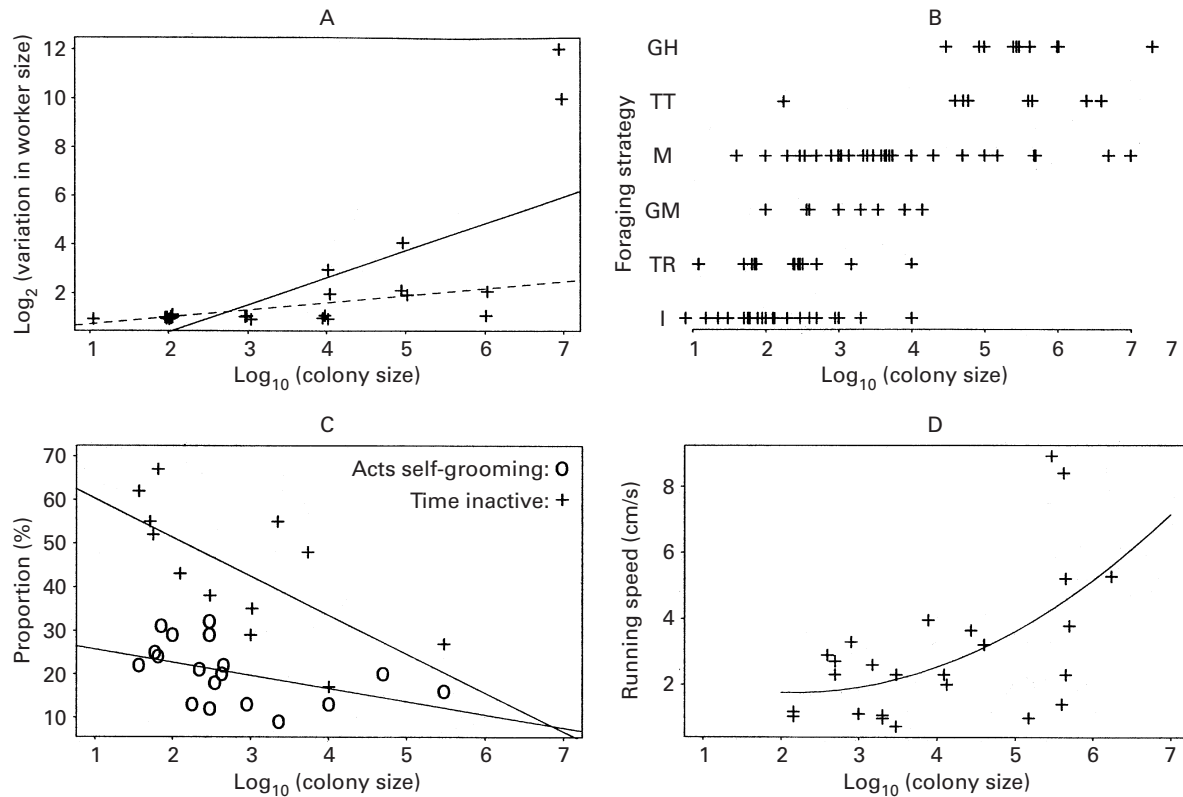 A
Log₂ (variation in worker size)
12
10
8
6
4
2
1 2 3 4 5 6 7
Log₁₀ (colony size)
B
Foraging strategy
GH
TT
M
GM
TR
I
1 2 3 4 5 6 7 7
Log₁₀ (colony size)
C
Proportion (%)
70
60
50
40
30
20
10
Acts self-grooming: O
Time inactive: +
1 2 3 4 5 6 7
Log₁₀ (colony size)
D
Running speed (cm/s)
8
6
4
2
1 2 3 4 5 6 7
Log₁₀ (colony size)